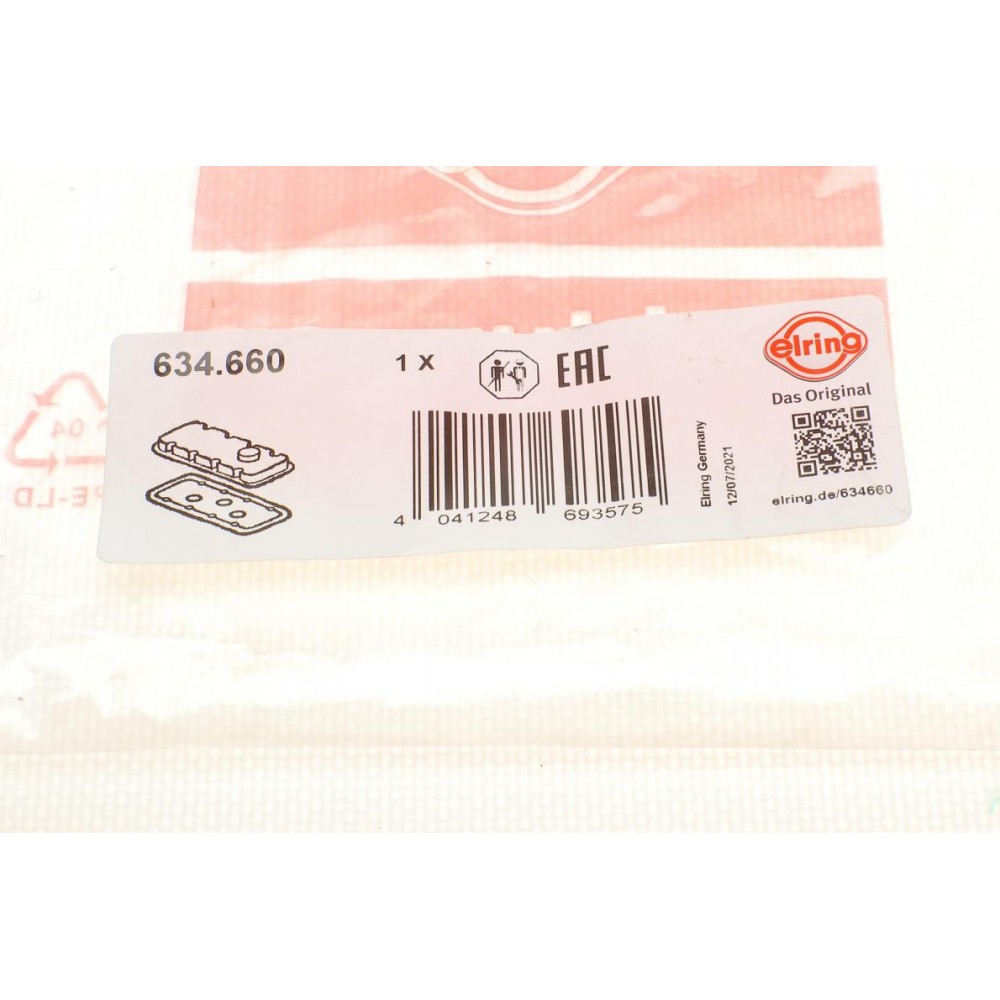 634.660
1 X
EAC
elring
Das Original
4 041248 693575
Elring Germany
12/07/2021
elring.de/634660
04
PE-LD